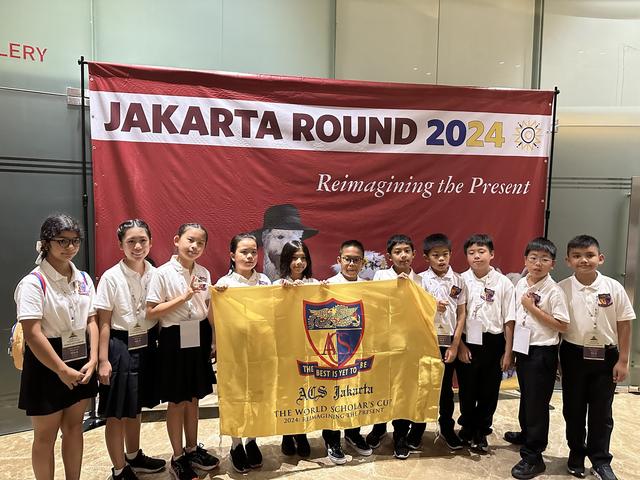 LERY
JAKARTA ROUND 2024
Reimagining the Present
ACS
THE BEST IS YET TO BE
ACS Jakarta
THE WORLD SCHOLAR'S CUP
2024: REIMAGINING THE PRESENT